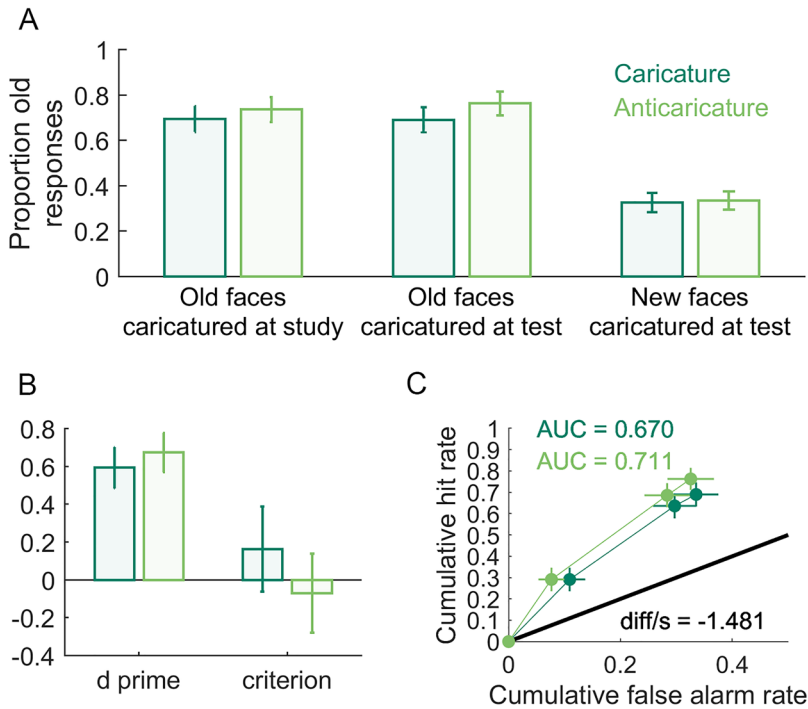 A
Proportion old
responses
1
0.8
0.6
0.4
0.2
0
Caricature
Anticaricature
Old faces
caricatured at study
Old faces
caricatured at test
New faces
caricatured at test
B
0.8
0.6
0.4
0.2
0
-0.2
-0.4
d prime
criterion
C
Cumulative hit rate
1
0.9
0.8
0.7
0.6
0.5
0.4
0.3
0.2
0.1
0
AUC = 0.670
AUC = 0.711
diff/s = -1.481
0
0.2
0.4
Cumulative false alarm rate